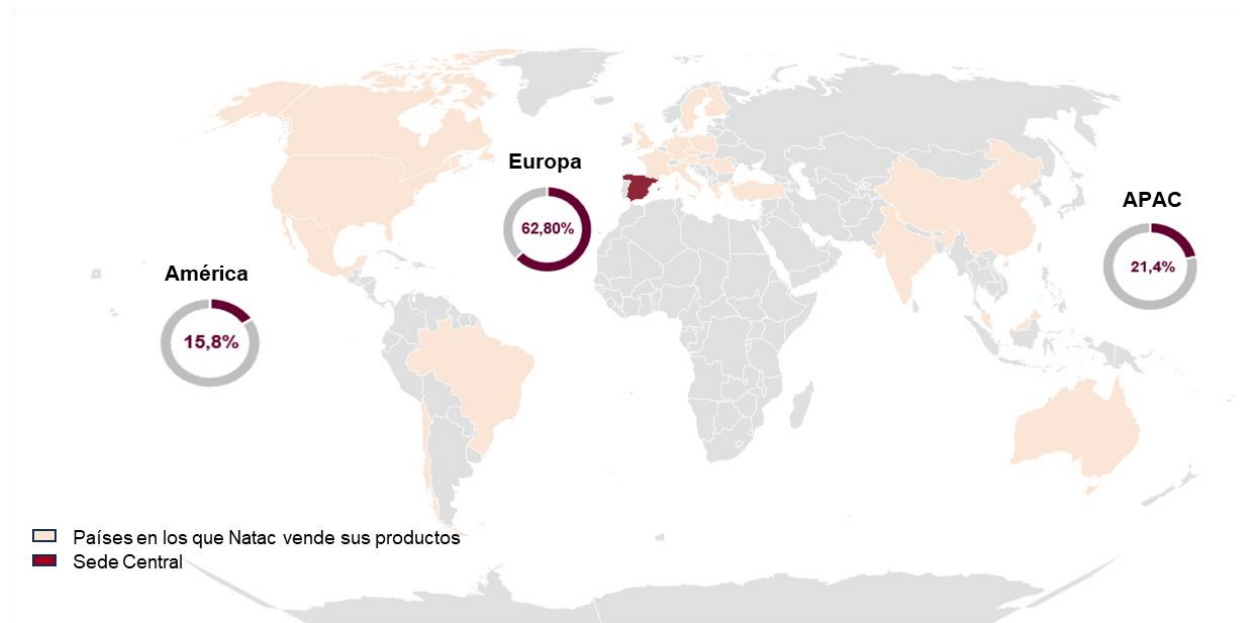 Europa
62,80%
APAC
21,4%
América
15,8%
Países en los que Natac vende sus productos
Sede Central